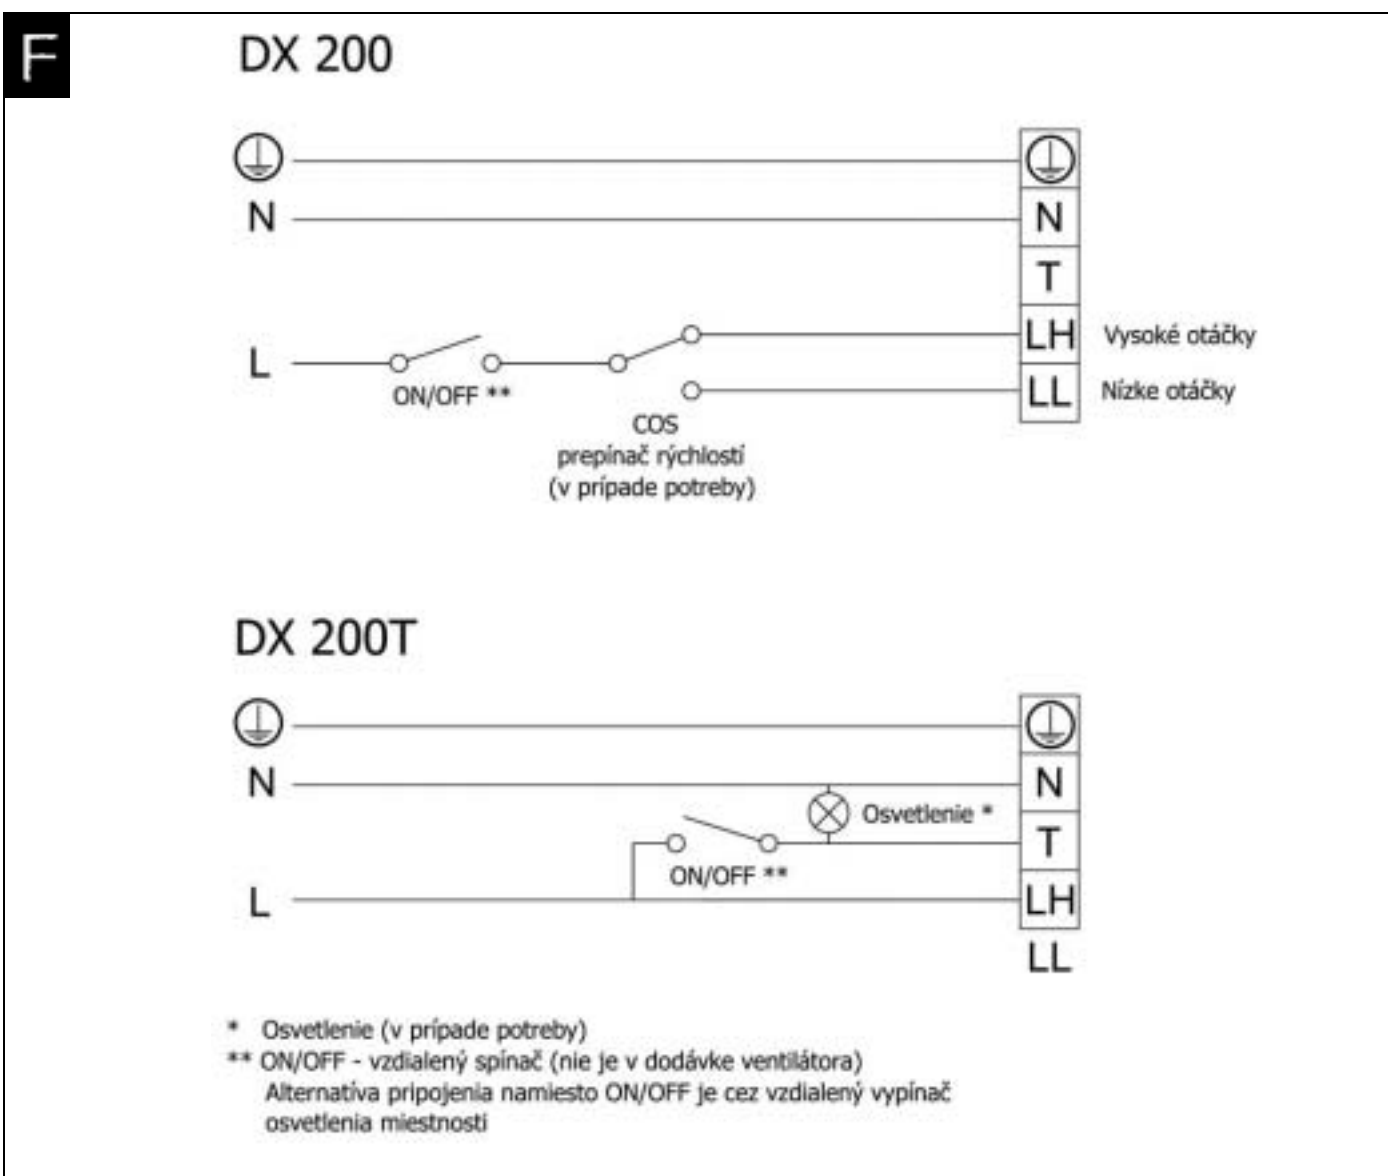 F
DX 200
N
N
T
L
LH Vysoké otáčky
ON/OFF **
LL Nízke otáčky
COS
prepínač rýchlostí
(v prípade potreby)
DX 200T
N
N
Osvetlenie *
T
ON/OFF **
L
LH
LL
* Osvetlenie (v prípade potreby)
** ON/OFF - vzdialený spínač (nie je v dodávke ventilátora)
Alternatíva pripojenia namiesto ON/OFF je cez vzdialený vypínač
osvetlenia miestnosti